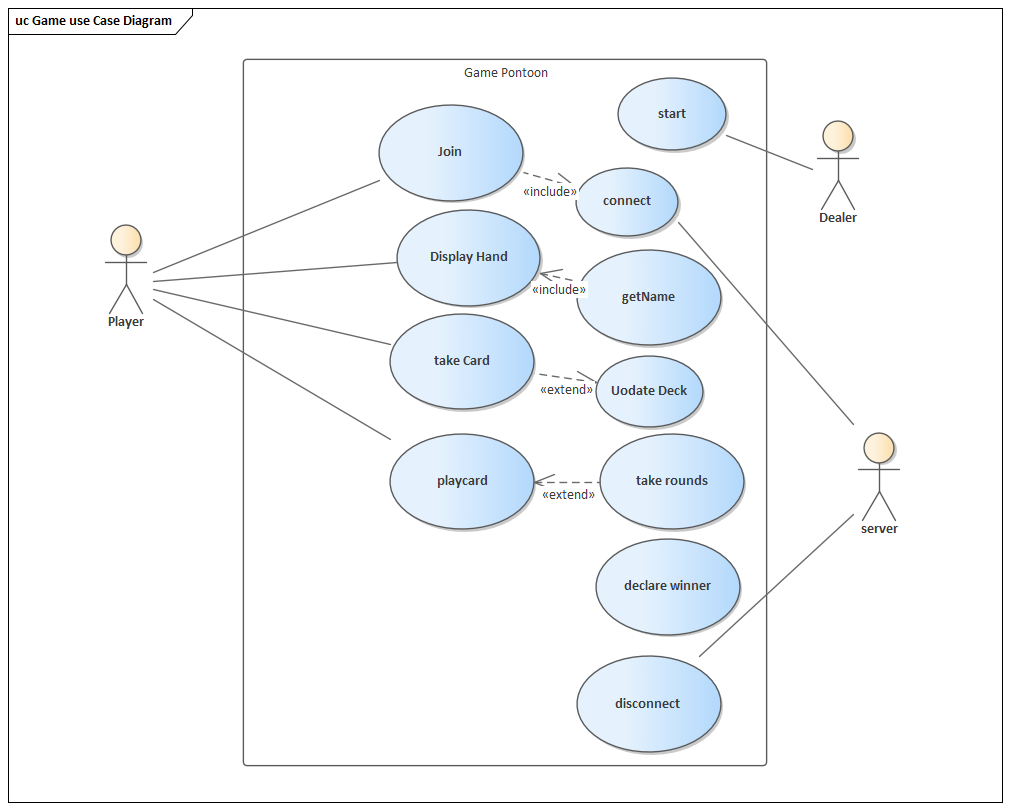 uc Game use Case Diagram
Game Pontoon
start
Join
«include»
connect
Dealer
Display Hand
Player
«include»
getName
take Card
«extend»
Uodate Deck
playcard
«extend»
take rounds
server
declare winner
disconnect